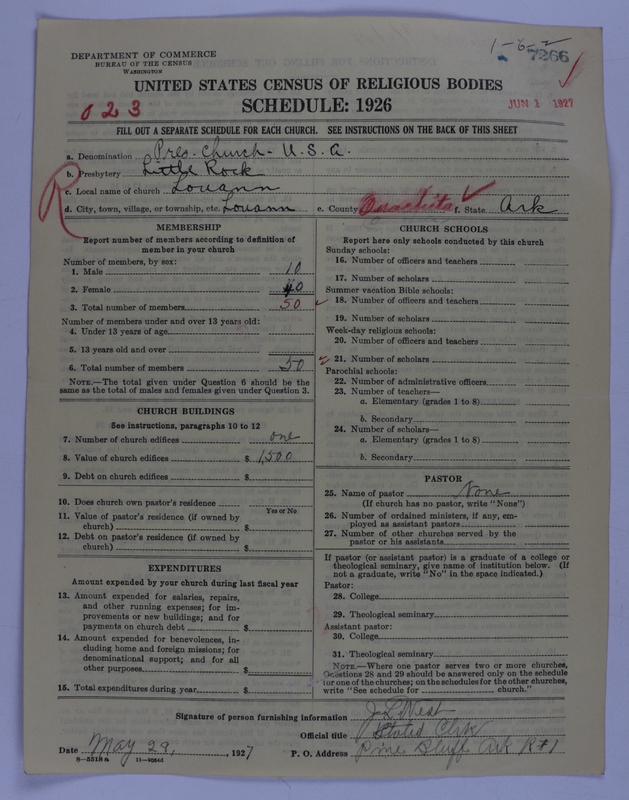 1-6-2
7266
DEPARTMENT OF COMMERCE
BUREAU OF THE CENSUS
WASHINGTON
UNITED STATES CENSUS OF RELIGIOUS BODIES
SCHEDULE: 1926
023
JUN 1 1927
FILL OUT A SEPARATE SCHEDULE FOR EACH CHURCH. SEE INSTRUCTIONS ON THE BACK OF THIS SHEET
a. Denomination Pres. Church - U.S.A.
b. Presbytery Little Rock
c. Local name of church Louann
d. City, town, village, or township, etc. Louann e. County Ouachita f. State Ark
R
MEMBERSHIP
Report number of members according to definition of
member in your church
Number of members, by sex:
1. Male 10
2. Female 40
3. Total number of members 50
Number of members under and over 13 years old:
4. Under 13 years of age
5. 13 years old and over
6. Total number of members 50
NOTE.—The total given under Question 6 should be the
same as the total of males and females given under Question 3.
CHURCH BUILDINGS
See instructions, paragraphs 10 to 12
7. Number of church edifices one
8. Value of church edifices $ 1,500
9. Debt on church edifices $
10. Does church own pastor's residence
Yes or No
11. Value of pastor's residence (if owned by
church) $
12. Debt on pastor's residence (if owned by
church) $
EXPENDITURES
Amount expended by your church during last fiscal year
13. Amount expended for salaries, repairs,
and other running expenses; for im-
provements or new buildings; and for
payments on church debt $
14. Amount expended for benevolences, in-
cluding home and foreign missions; for
denominational support; and for all
other purposes $
15. Total expenditures during year $
CHURCH SCHOOLS
Report here only schools conducted by this church
Sunday schools:
16. Number of officers and teachers
17. Number of scholars
Summer vacation Bible schools:
18. Number of officers and teachers
19. Number of scholars
Week-day religious schools:
20. Number of officers and teachers
21. Number of scholars
Parochial schools:
22. Number of administrative officers
23. Number of teachers—
a. Elementary (grades 1 to 8)
b. Secondary
24. Number of scholars—
a. Elementary (grades 1 to 8)
b. Secondary
PASTOR
25. Name of pastor None
(If church has no pastor, write "None")
26. Number of ordained ministers, if any, em-
ployed as assistant pastors
27. Number of other churches served by the
pastor or his assistants
If pastor (or assistant pastor) is a graduate of a college or
theological seminary, give name of institution below. (If
not a graduate, write "No" in the space indicated.)
Pastor:
28. College
29. Theological seminary
Assistant pastor:
30. College
31. Theological seminary
NOTE.—Where one pastor serves two or more churches,
Questions 28 and 29 should be answered only on the schedule
for one of the churches; on the schedules for the other churches,
write "See schedule for church."
Signature of person furnishing information J. L. West
Official title Stated Clerk
Date May 29, 1927 P. O. Address Pine Bluff Ark R#1
8-5518a